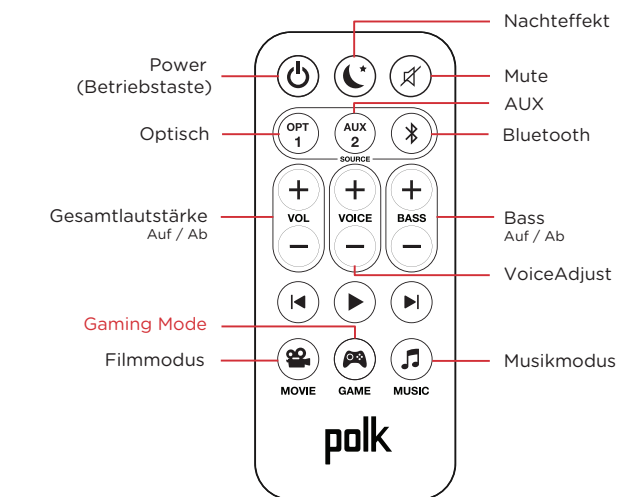 Nachteffekt
Power
(Betriebstaste)
Mute
AUX
Optisch
OPT
1
AUX
2
Bluetooth
SOURCE
Gesamtlautstärke
Auf / Ab
VOL
VOICE
BASS
Bass
Auf / Ab
VoiceAdjust
Gaming Mode
Filmmodus
Musikmodus
MOVIE
GAME
MUSIC
polk